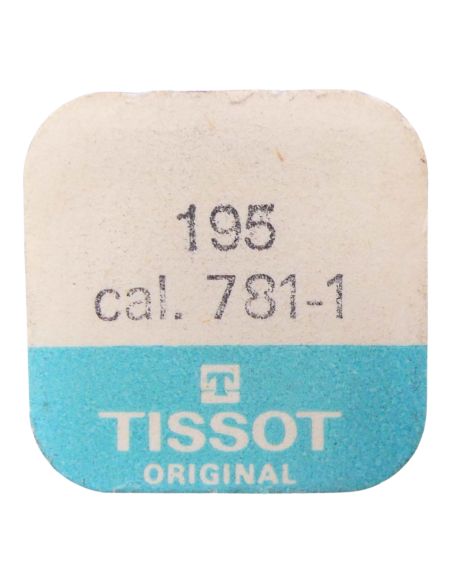 195
cal. 781-1
T
TISSOT
ORIGINAL